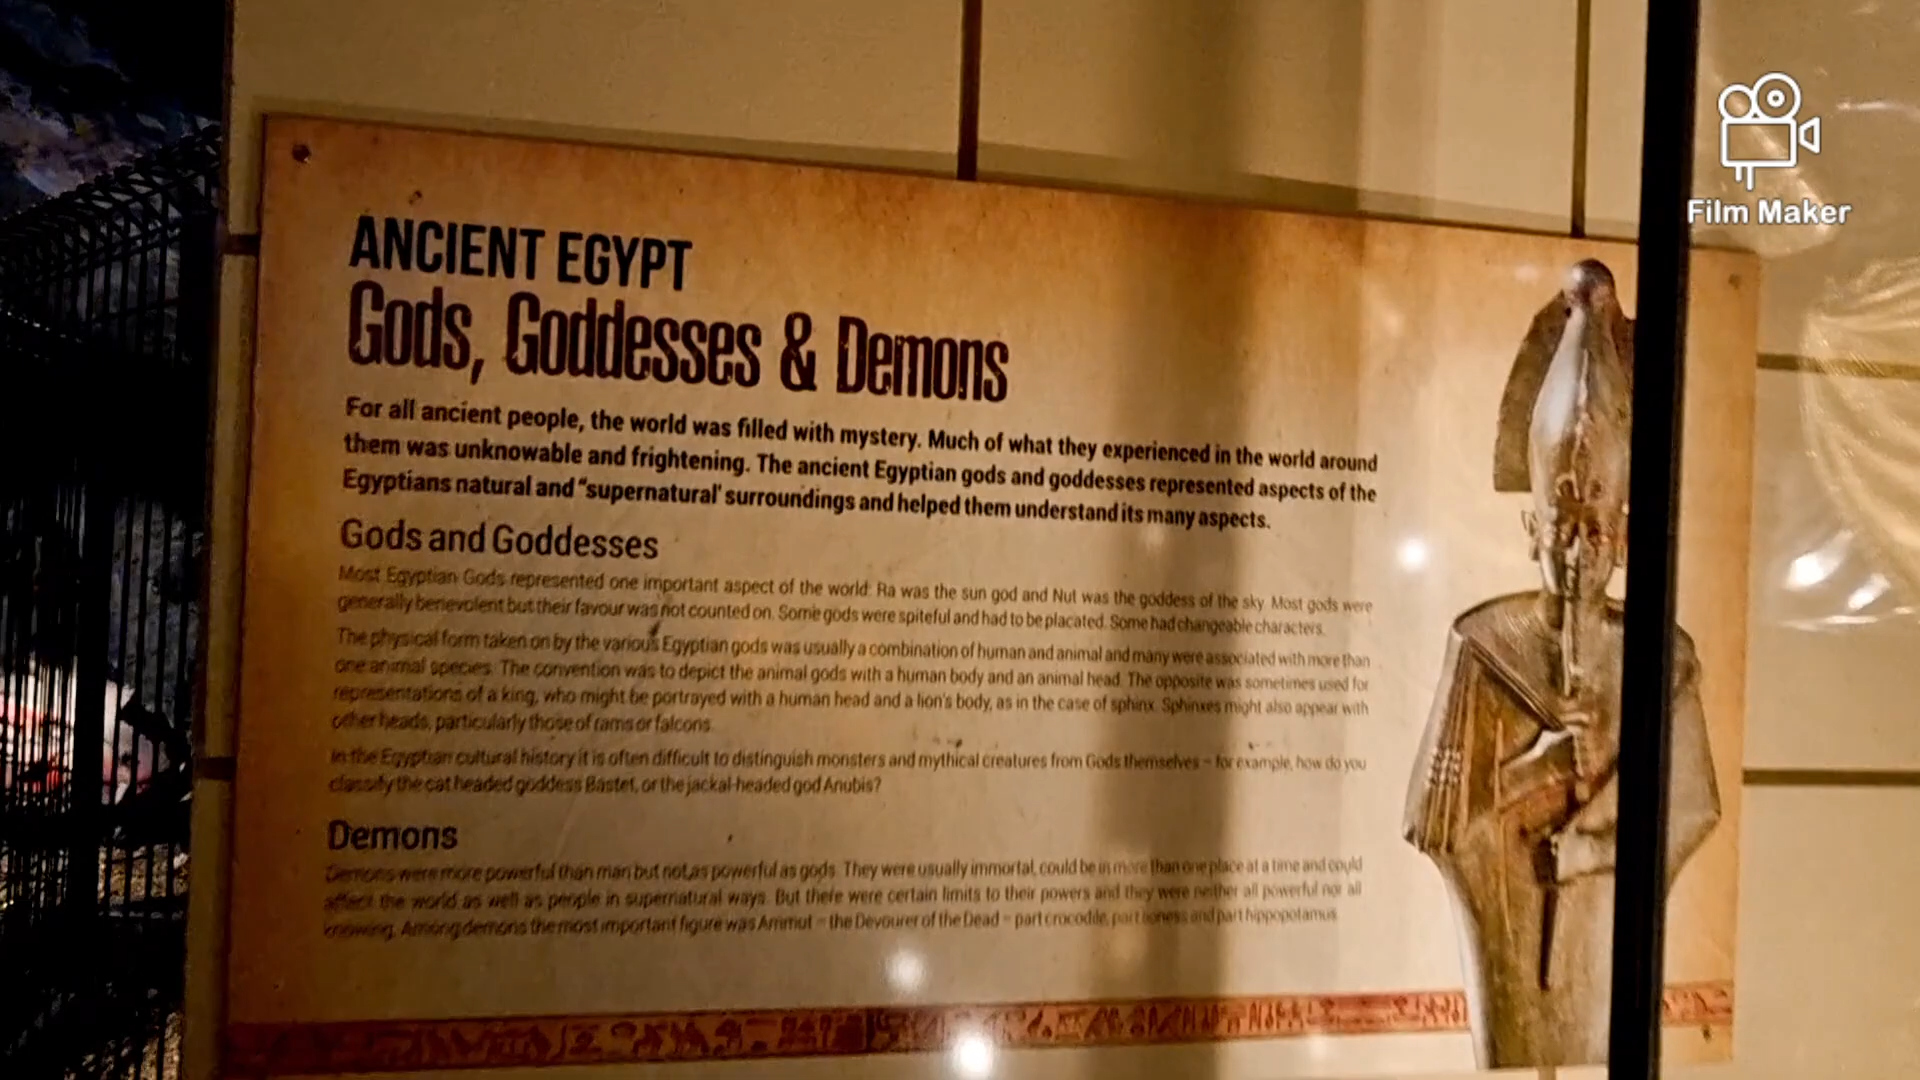 ANCIENT EGYPT
Gods, Goddesses & Demons
For all ancient people, the world was filled with mystery. Much of what they experienced in the world around
them was unknowable and frightening. The ancient Egyptian gods and goddesses represented aspects of the
Egyptians natural and "supernatural' surroundings and helped them understand its many aspects.
Gods and Goddesses
Most Egyptian Gods represented one important aspect of the world: Ra was the sun god and Nut was the goddess of the sky. Most gods were
generally benevolent but their favour was not counted on. Some gods were spiteful and had to be placated. Some had changeable characters.
The physical form taken on by the various Egyptian gods was usually a combination of human and animal and many were associated with more than
one animal species. The convention was to depict the animal gods with a human body and an animal head. The opposite was sometimes used for
representations of a king, who might be portrayed with a human head and a lion's body, as in the case of sphinx. Sphinxes might also appear with
other heads, particularly those of rams or falcons.
In the Egyptian cultural history it is often difficult to distinguish monsters and mythical creatures from Gods themselves – for example, how do you
classify the cat headed goddess Bastet, or the jackal-headed god Anubis?
Demons
Demons were more powerful than man but not as powerful as gods. They were usually immortal, could be in more than one place at a time and could
affect the world as well as people in supernatural ways. But there were certain limits to their powers and they were neither all powerful nor all
knowing. Among demons the most important figure was Ammut – the Devourer of the Dead – part crocodile, part lioness and part hippopotamus.
Film Maker